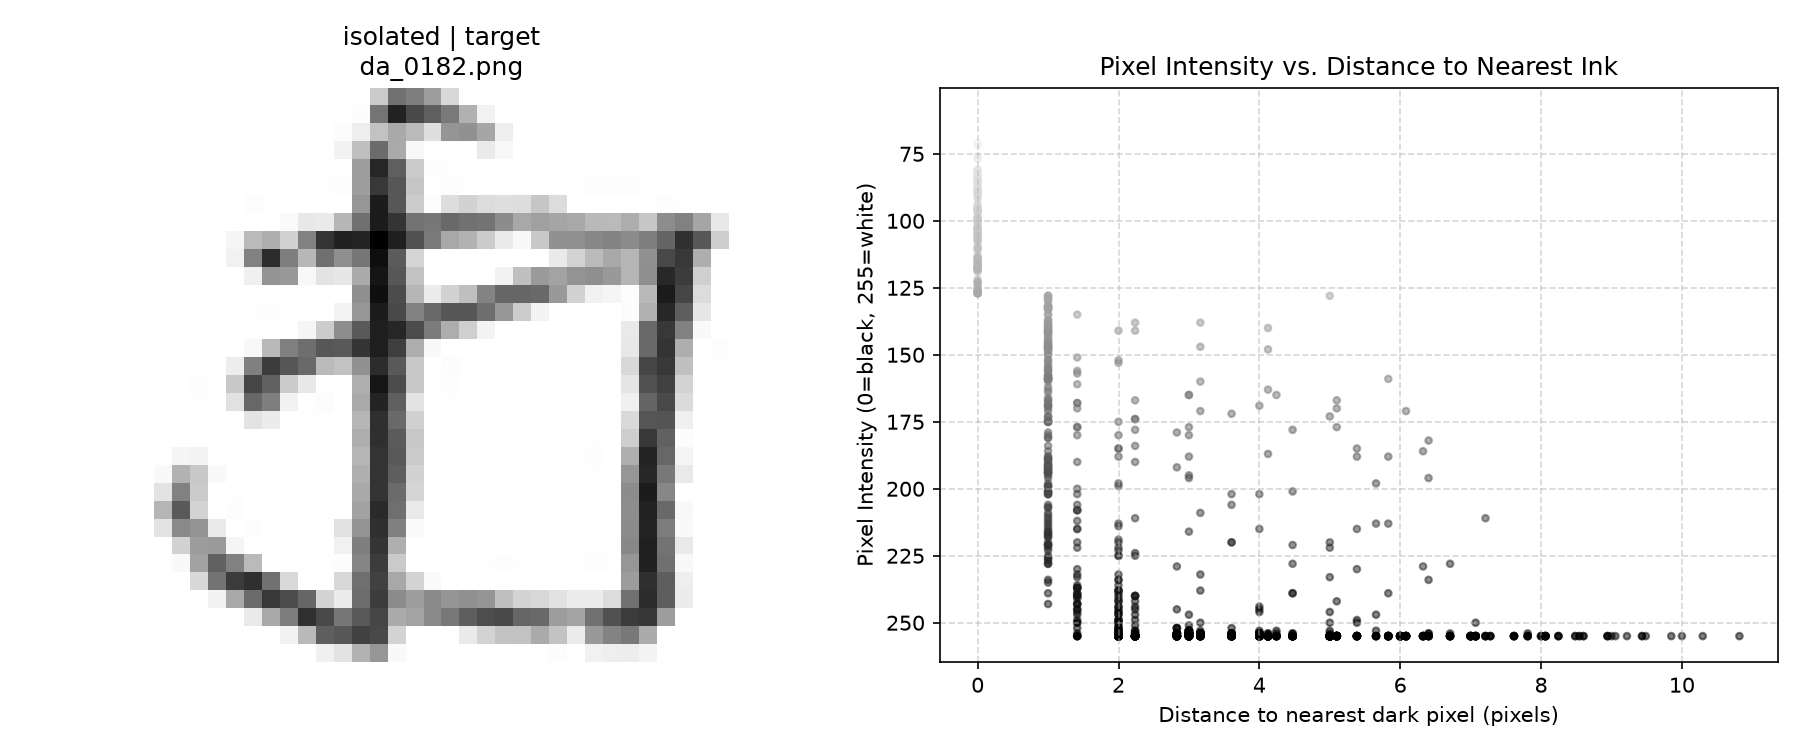 isolated | target
da_0182.png
Pixel Intensity vs. Distance to Nearest Ink
Pixel Intensity (0=black, 255=white)
75
100
125
150
175
200
225
250
0 2 4 6 8 10
Distance to nearest dark pixel (pixels)